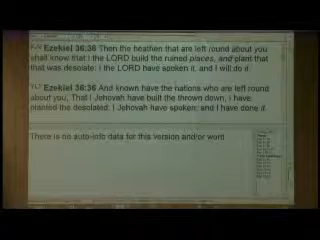 KJV Ezekiel 36:36 Then the heathen that are left round about you
shall know that I the LORD build the ruined places, and plant that
that was desolate: I the LORD have spoken it, and I will do it.
YLT Ezekiel 36:36 And known have the nations who are left round
about you, That I Jehovah have built the thrown down, I have
planted the desolated: I Jehovah have spoken, and I have done it.
There is no auto-info data for this version and/or word